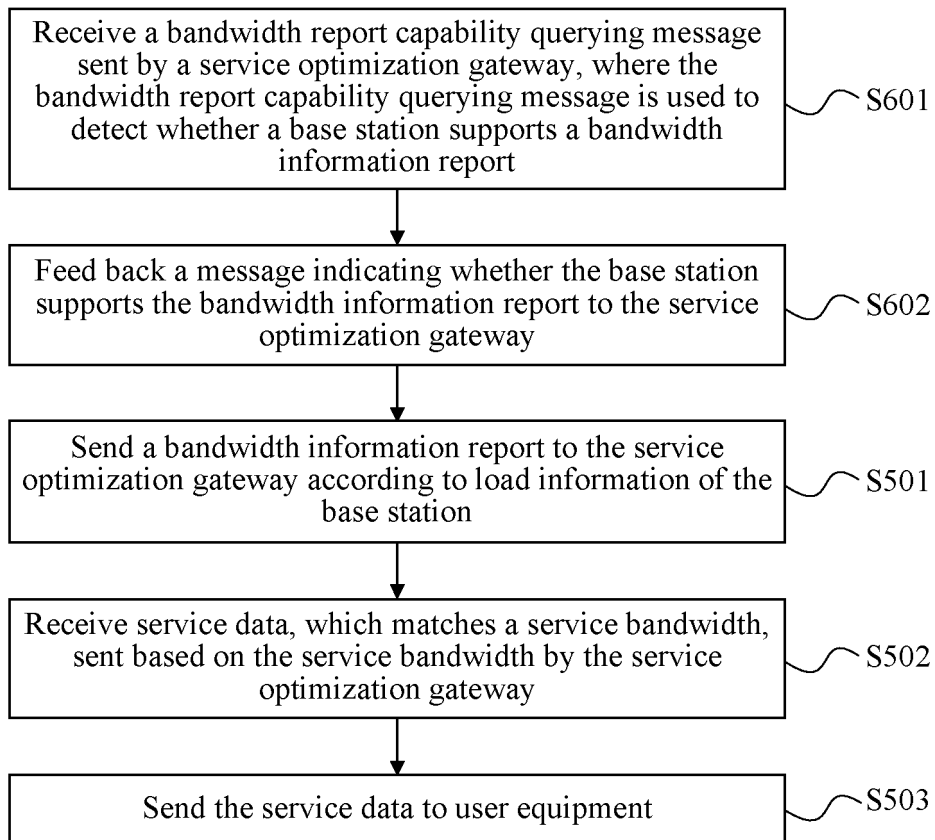 Receive a bandwidth report capability querying message
sent by a service optimization gateway, where the
bandwidth report capability querying message is used to
detect whether a base station supports a bandwidth
information report
S601
Feed back a message indicating whether the base station
supports the bandwidth information report to the service
optimization gateway
S602
Send a bandwidth information report to the service
optimization gateway according to load information of the
base station
S501
Receive service data, which matches a service bandwidth,
sent based on the service bandwidth by the service
optimization gateway
S502
Send the service data to user equipment
S503